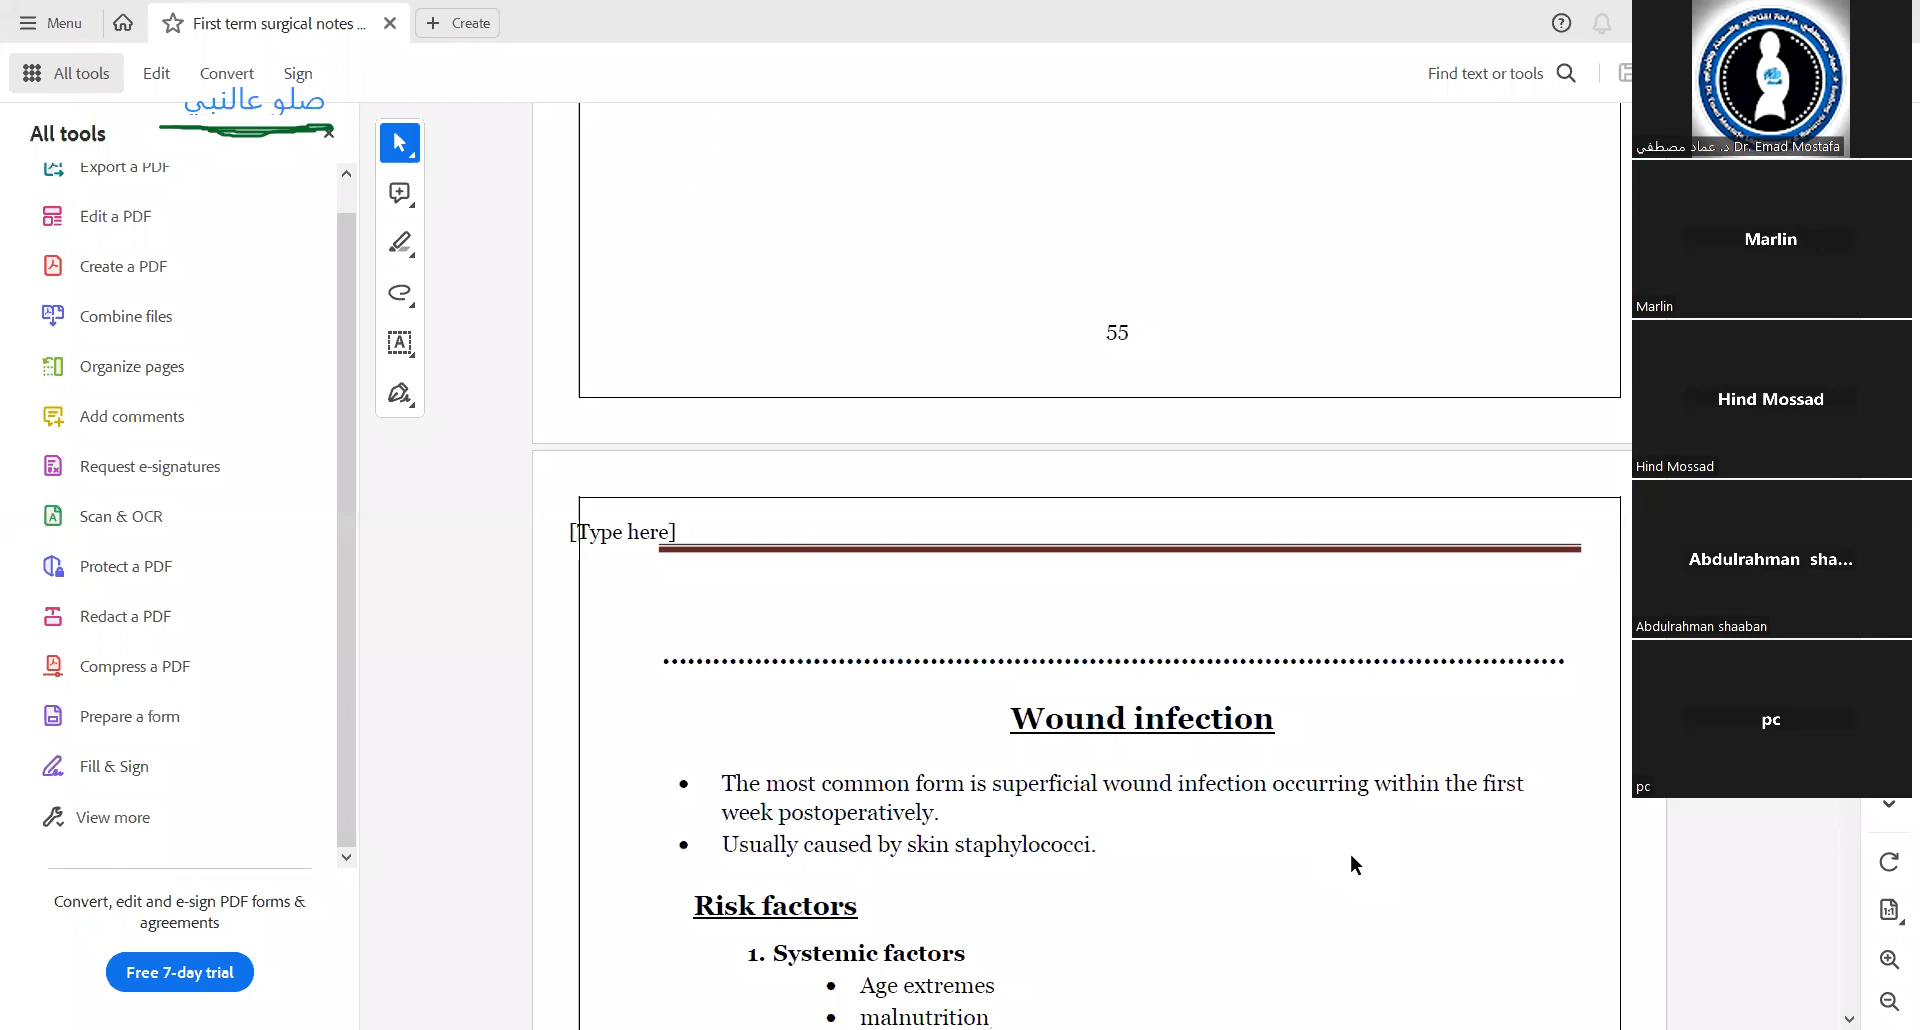 Menu
First term surgical notes ...
Create
All tools
Edit
Convert
Sign
Find text or tools
صلو عالنبي
All tools
Export a PDF
Edit a PDF
Create a PDF
Combine files
Organize pages
Add comments
Request e-signatures
Scan & OCR
Protect a PDF
Redact a PDF
Compress a PDF
Prepare a form
Fill & Sign
View more
Convert, edit and e-sign PDF forms &
agreements
Free 7-day trial
55
[Type here]
Wound infection
• The most common form is superficial wound infection occurring within the first
week postoperatively.
• Usually caused by skin staphylococci.
Risk factors
1. Systemic factors
• Age extremes
• malnutrition
د. عماد مصطفي Dr. Emad Mostafa
Marlin
Marlin
Hind Mossad
Hind Mossad
Abdulrahman sha...
Abdulrahman shaaban
pc
pc